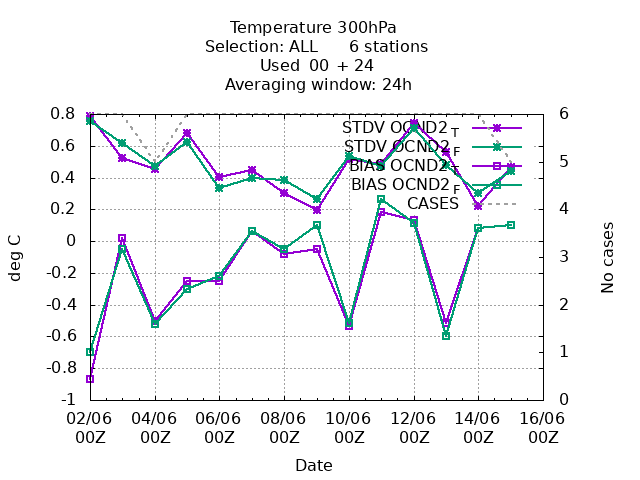 Temperature 300hPa
Selection: ALL 6 stations
Used 00 + 24
Averaging window: 24h
0.8
0.6
0.4
0.2
0
-0.2
-0.4
-0.6
-0.8
-1
deg C
6
5
4
3
2
1
0
No cases
STDV OCND2 T
STDV OCND2 F
BIAS OCND2 T
BIAS OCND2 F
CASES
02/06 04/06 06/06 08/06 10/06 12/06 14/06 16/06
00Z 00Z 00Z 00Z 00Z 00Z 00Z 00Z
Date